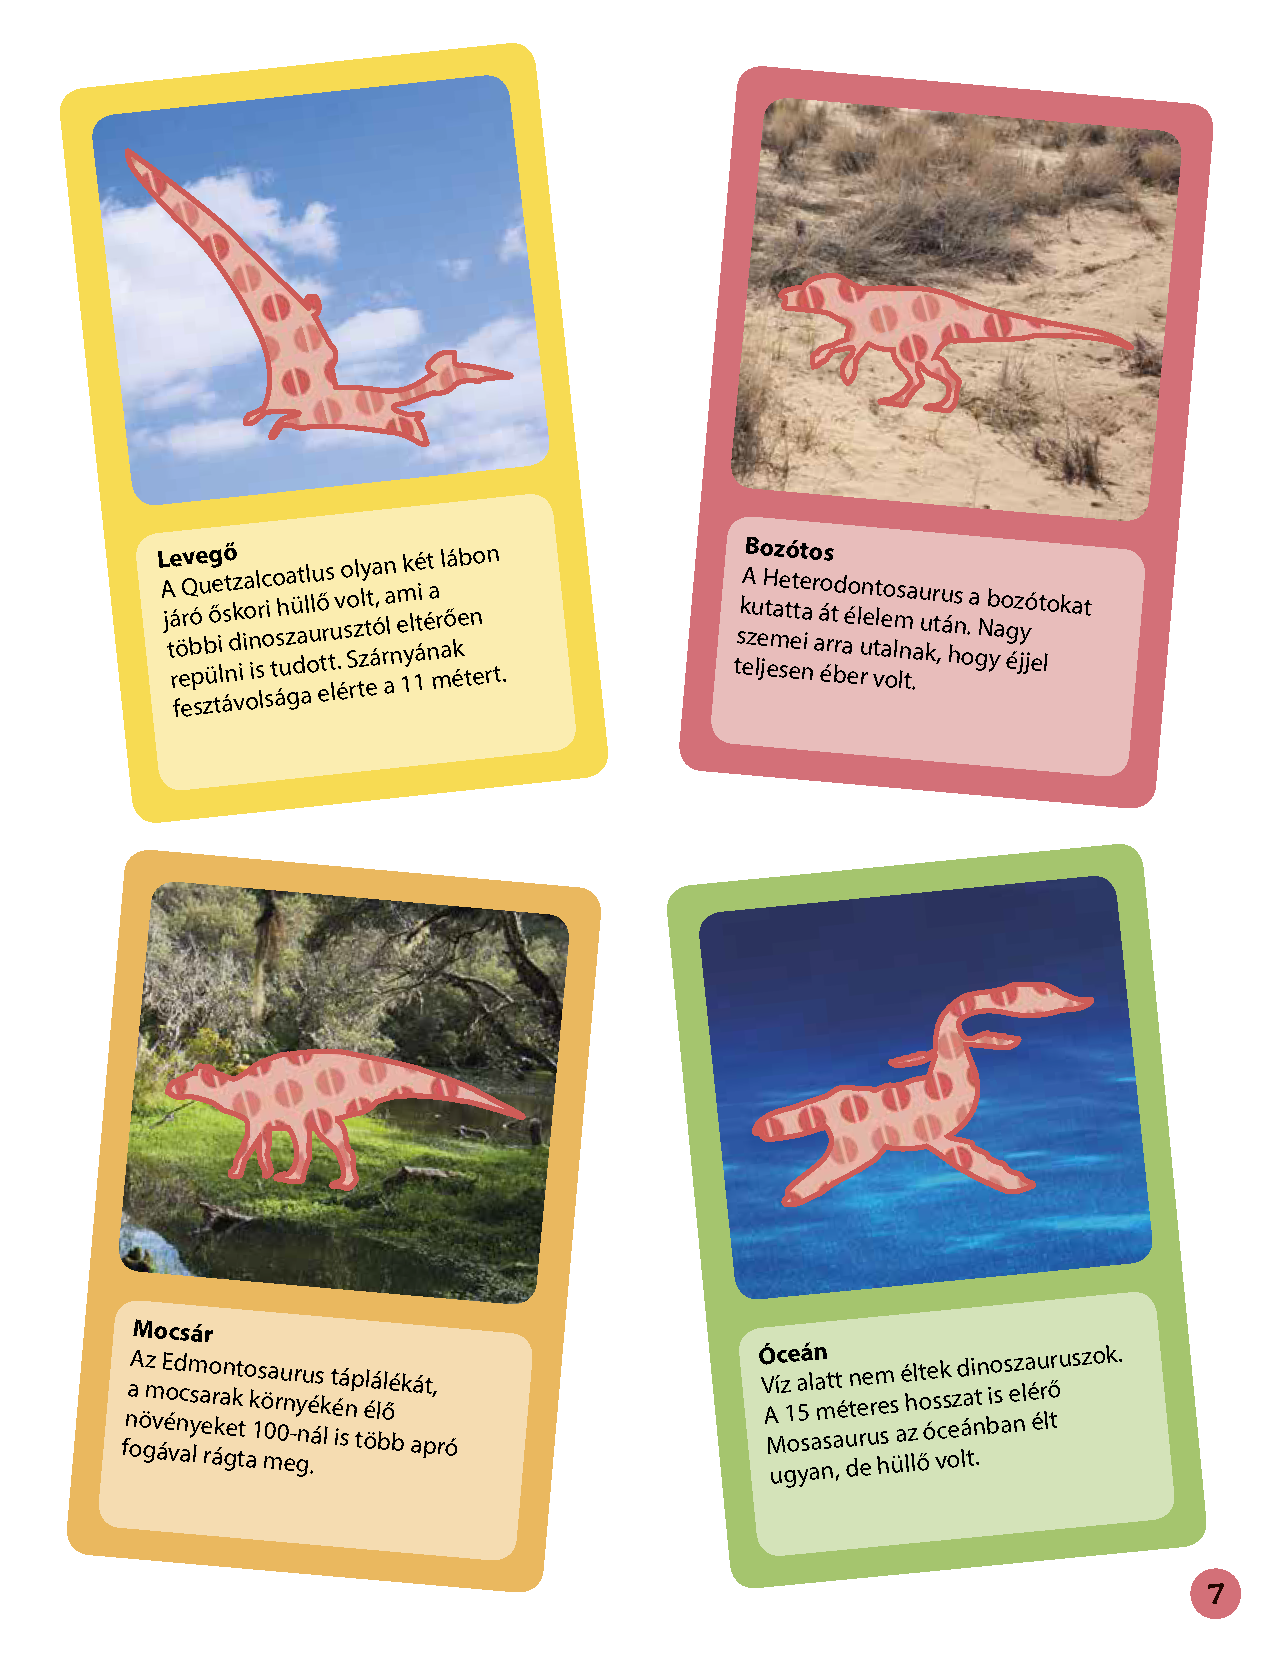 Levegő
A Quetzalcoatlus olyan két lábon
járó őskori hüllő volt, ami a
többi dinoszaurusztól eltérően
repülni is tudott. Szárnyának
fesztávolsága elérte a 11 métert.
Bozótos
A Heterodontosaurus a bozótokat
kutatta át élelem után. Nagy
szemei arra utalnak, hogy éjjel
teljesen éber volt.
Mocsár
Az Edmontosaurus táplálékát,
a mocsarak környékén élő
növényeket 100-nál is több apró
fogával rágta meg.
Óceán
Víz alatt nem éltek dinoszauruszok.
A 15 méteres hosszat is elérő
Mosasaurus az óceánban élt
ugyan, de hüllő volt.
7